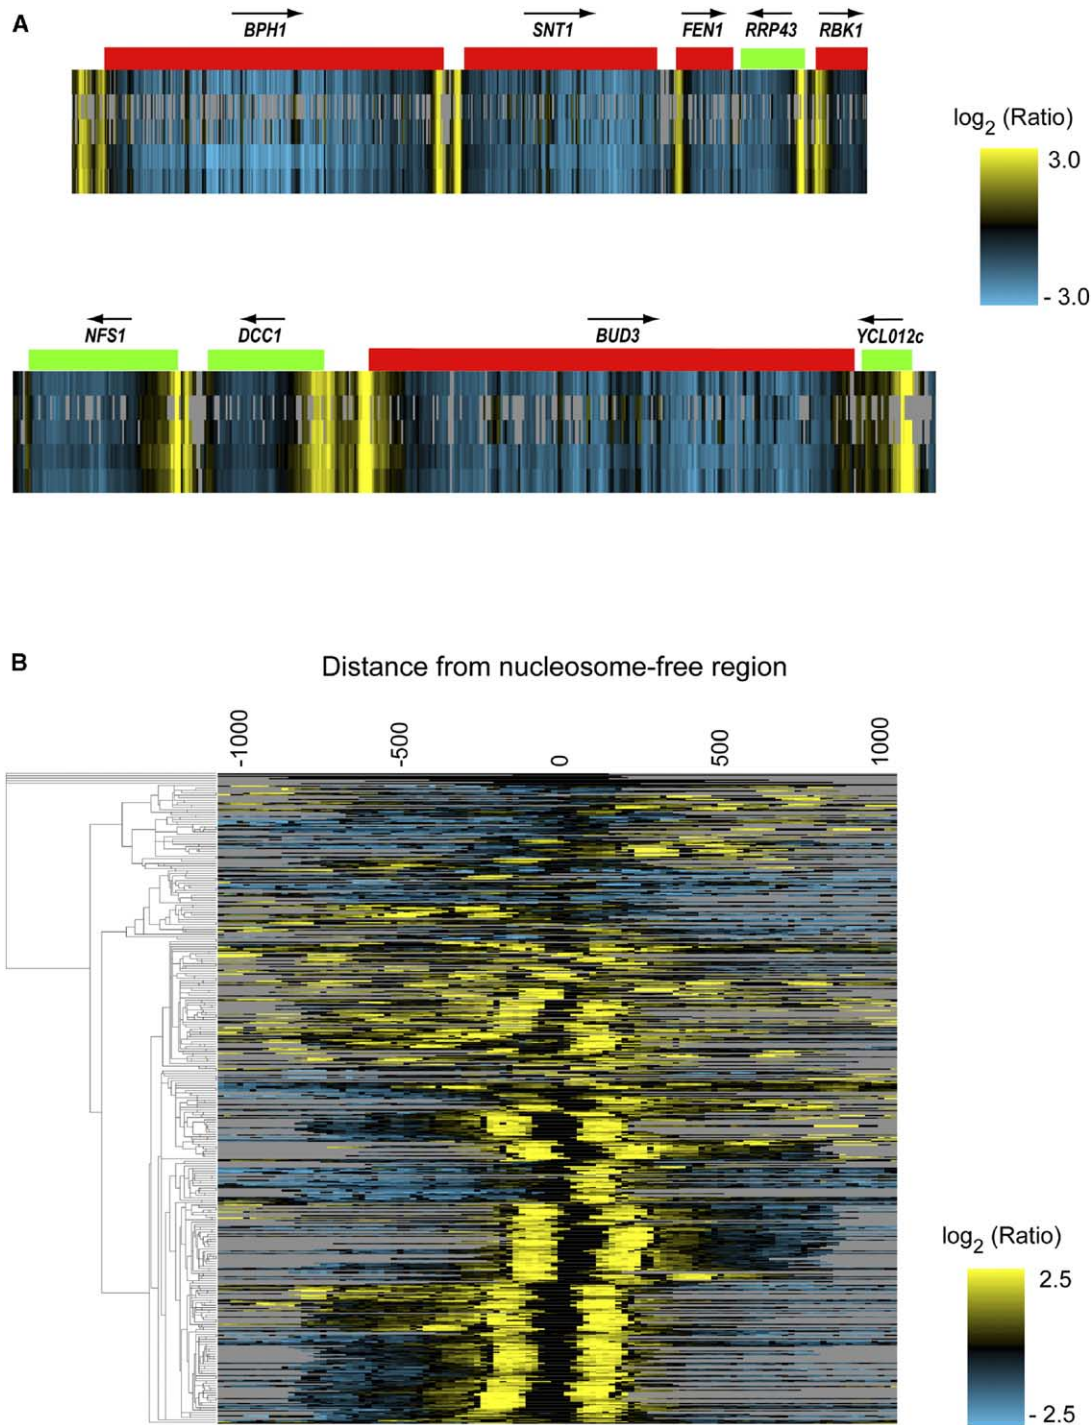 A
BPH1 SNT1 FEN1 RRP43 RBK1
log2 (Ratio)
3.0
- 3.0
NFS1 DCC1 BUD3 YCL012c
B
Distance from nucleosome-free region
-1000 -500 0 500 1000
log2 (Ratio)
2.5
- 2.5